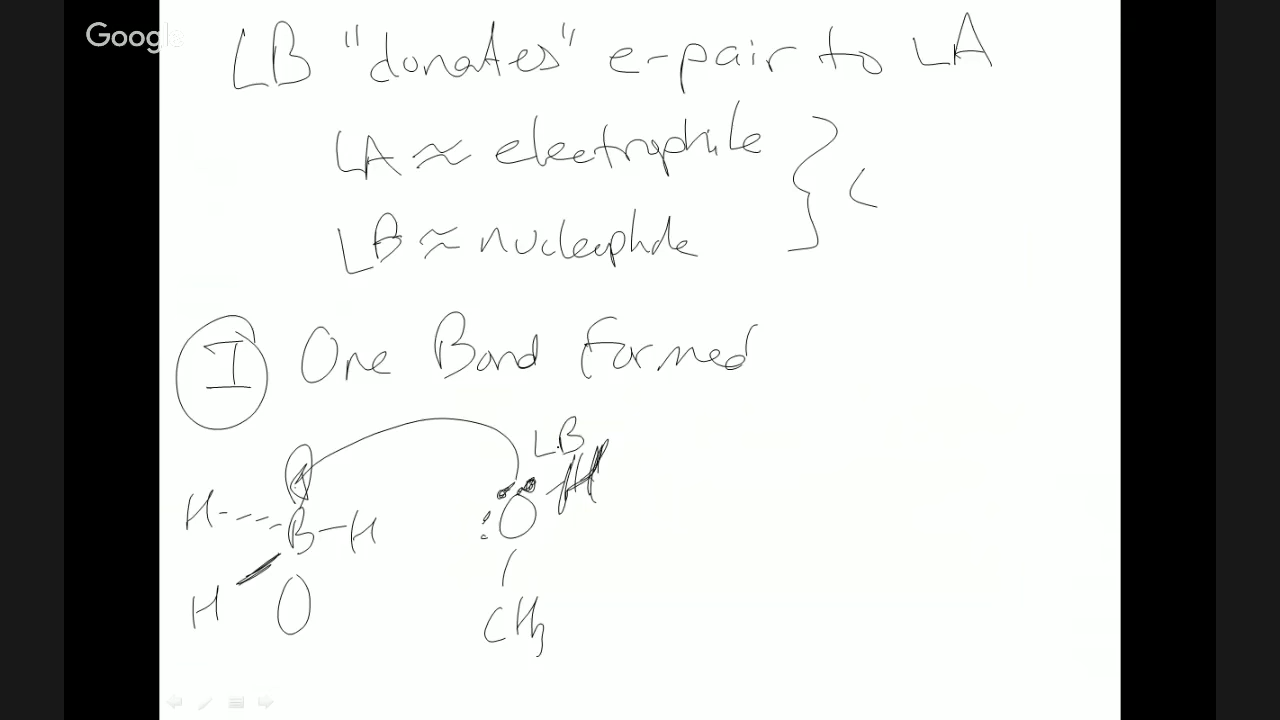 Google
LB "donates" e-pair to LA
LA ≈ electrophile
LB ≈ nucleophile
I One Bond Formed
LB
H B H O H
H
CH3